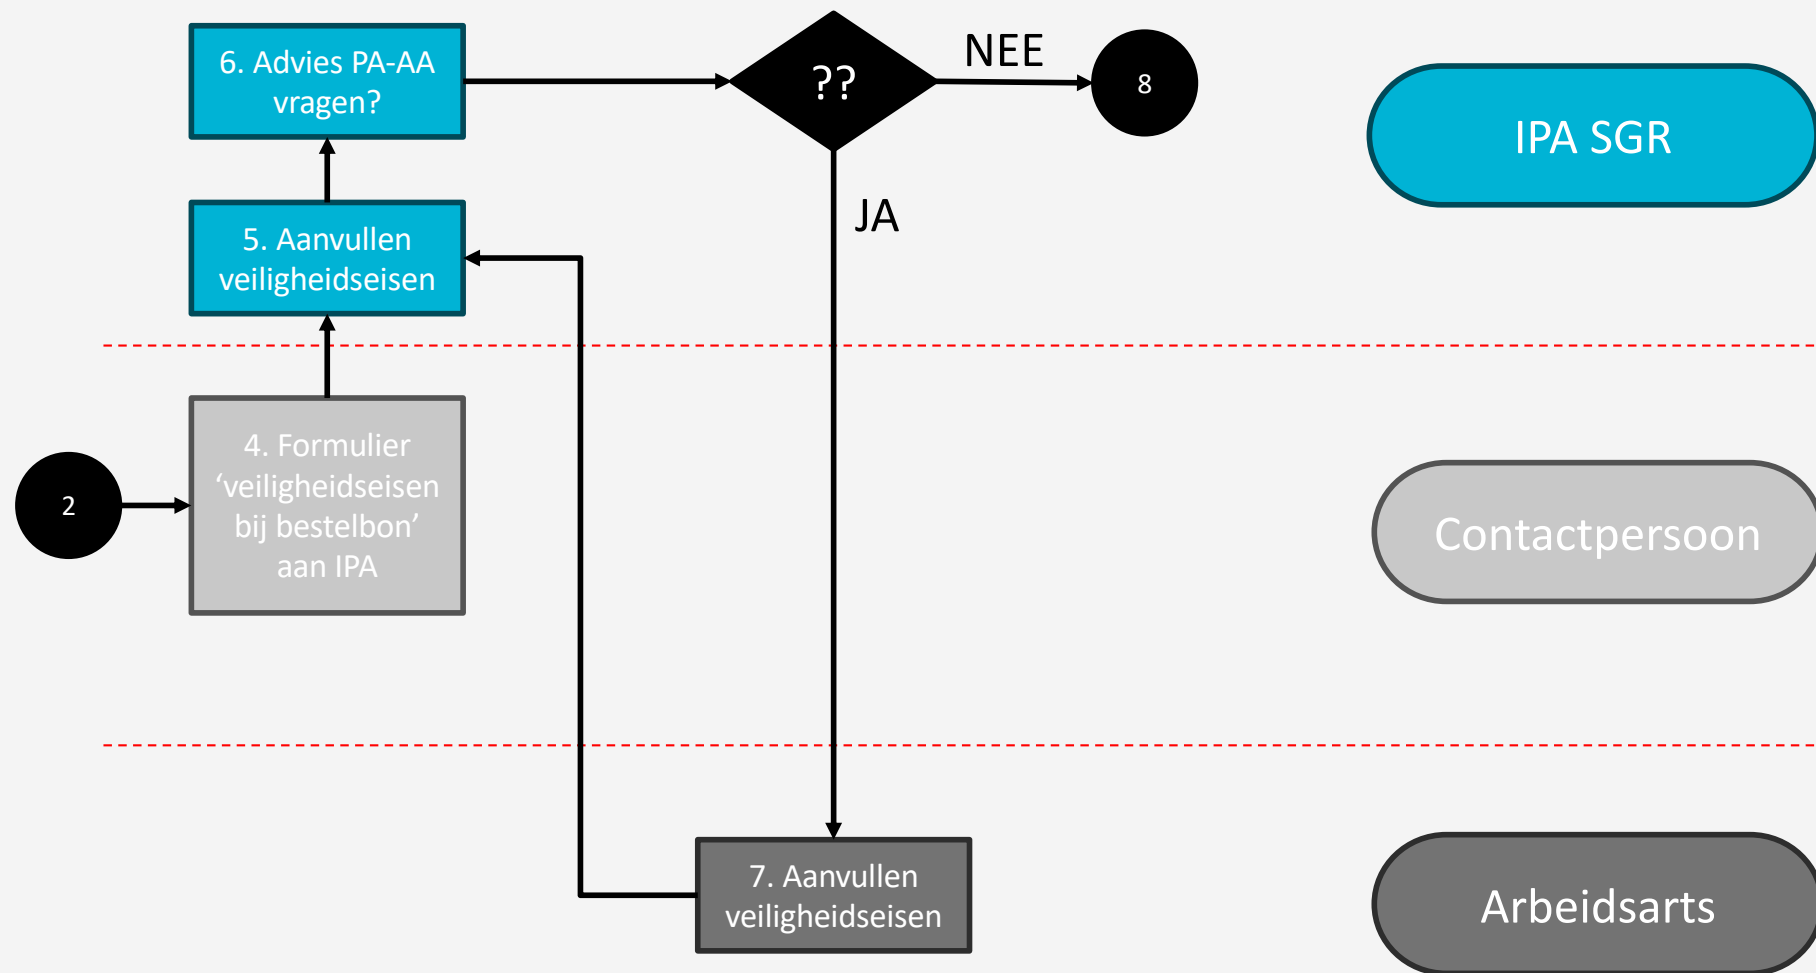 6. Advies PA-AA
vragen?
??
NEE
8
IPA SGR
JA
5. Aanvullen
veiligheidseisen
2
4. Formulier
‘veiligheidseisen
bij bestelbon’
aan IPA
Contactpersoon
7. Aanvullen
veiligheidseisen
Arbeidsarts